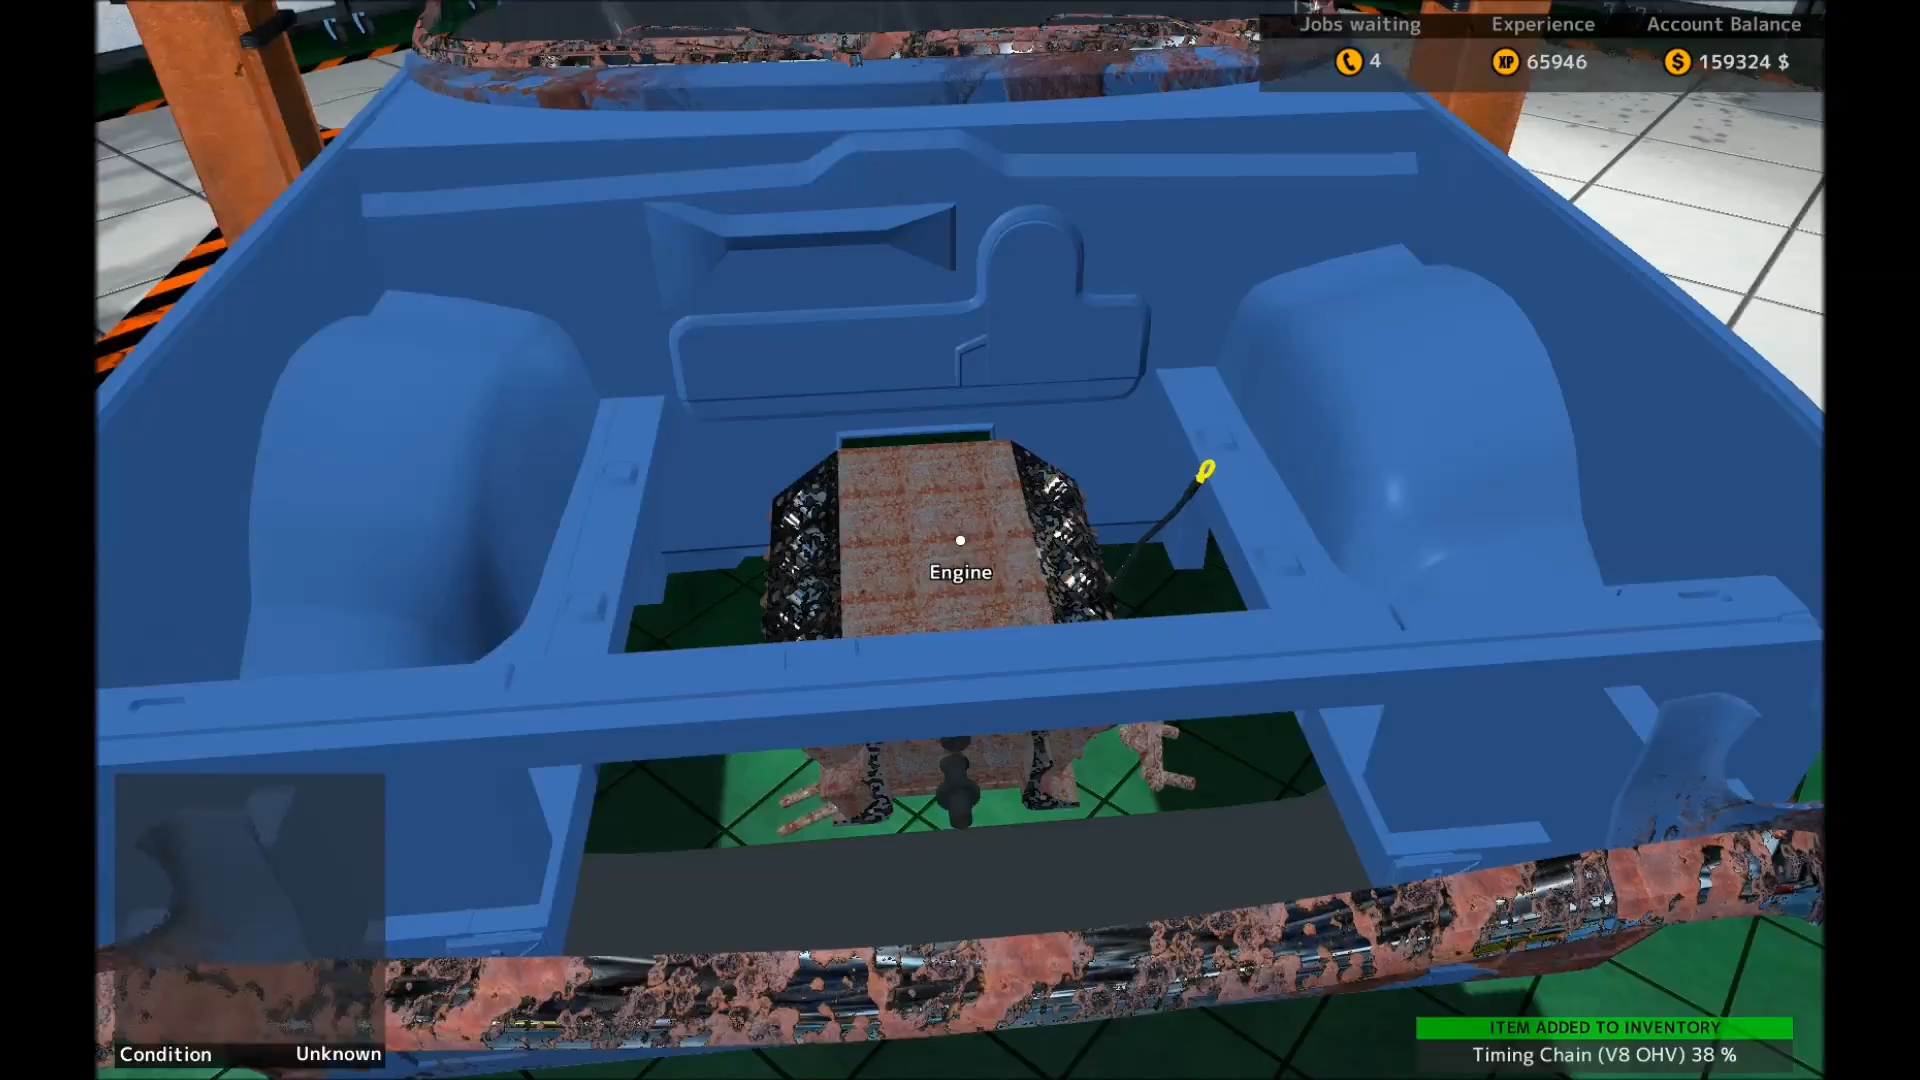 Jobs waiting Experience Account Balance
4 XP 65946 $ 159324 $
Engine
Condition Unknown
ITEM ADDED TO INVENTORY
Timing Chain (V8 OHV) 38 %